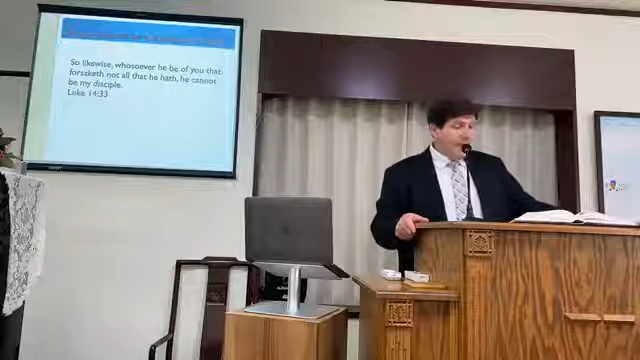 So likewise, whosoever he be of you that
forsaketh not all that he hath, he cannot
be my disciple.
Luke 14:33